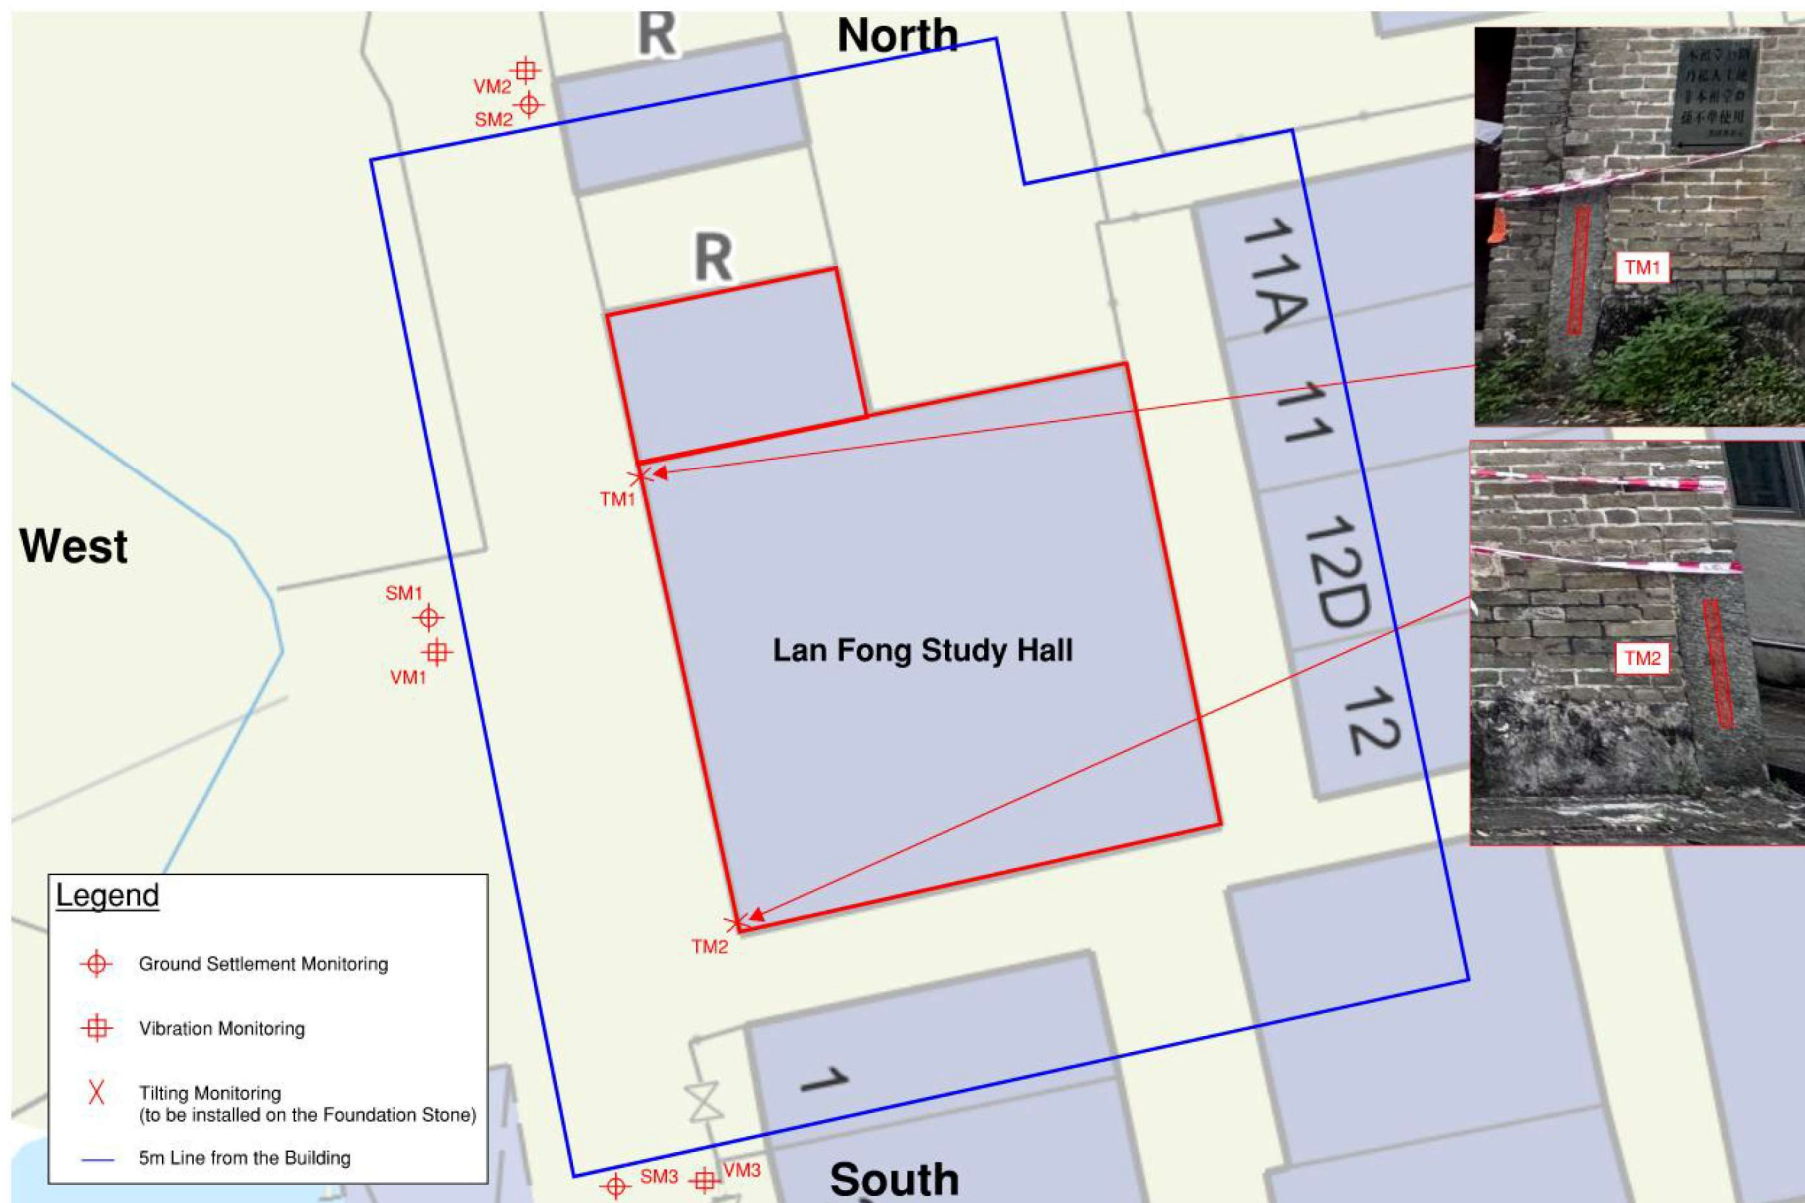 R
North
VM2
SM2
R
11A
11
12D
12
TM1
TM1
West
SM1
VM1
Lan Fong Study Hall
TM2
TM2
1
SM3
VM3
South
Legend
Ground Settlement Monitoring
Vibration Monitoring
Tilting Monitoring
(to be installed on the Foundation Stone)
5m Line from the Building